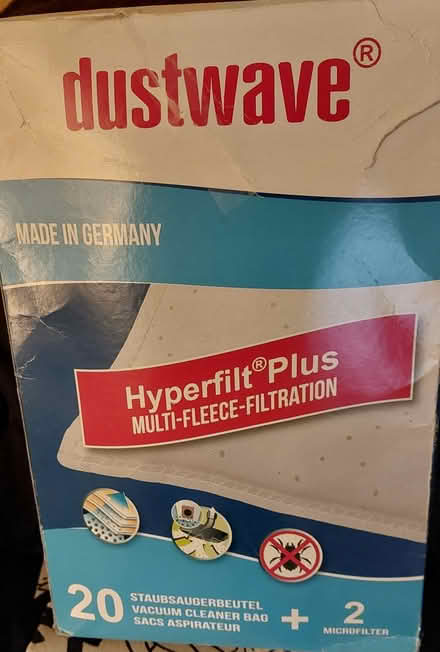 dustwave®
MADE IN GERMANY
Hyperfilt® Plus
MULTI-FLEECE-FILTRATION
20 STAUBSAUGERBEUTEL
VACUUM CLEANER BAG
SACS ASPIRATEUR
+ 2
MICROFILTER